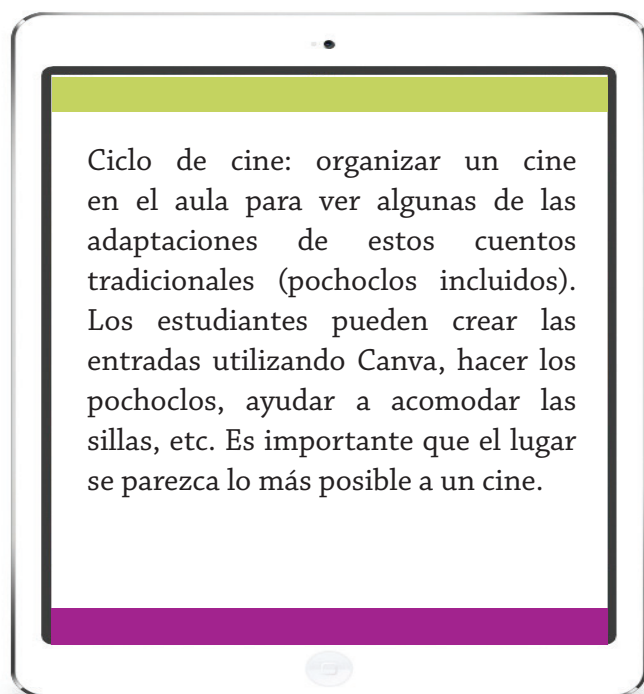 Ciclo de cine: organizar un cine
en el aula para ver algunas de las
adaptaciones de estos cuentos
tradicionales (pochoclos incluidos).
Los estudiantes pueden crear las
entradas utilizando Canva, hacer los
pochoclos, ayudar a acomodar las
sillas, etc. Es importante que el lugar
se parezca lo más posible a un cine.